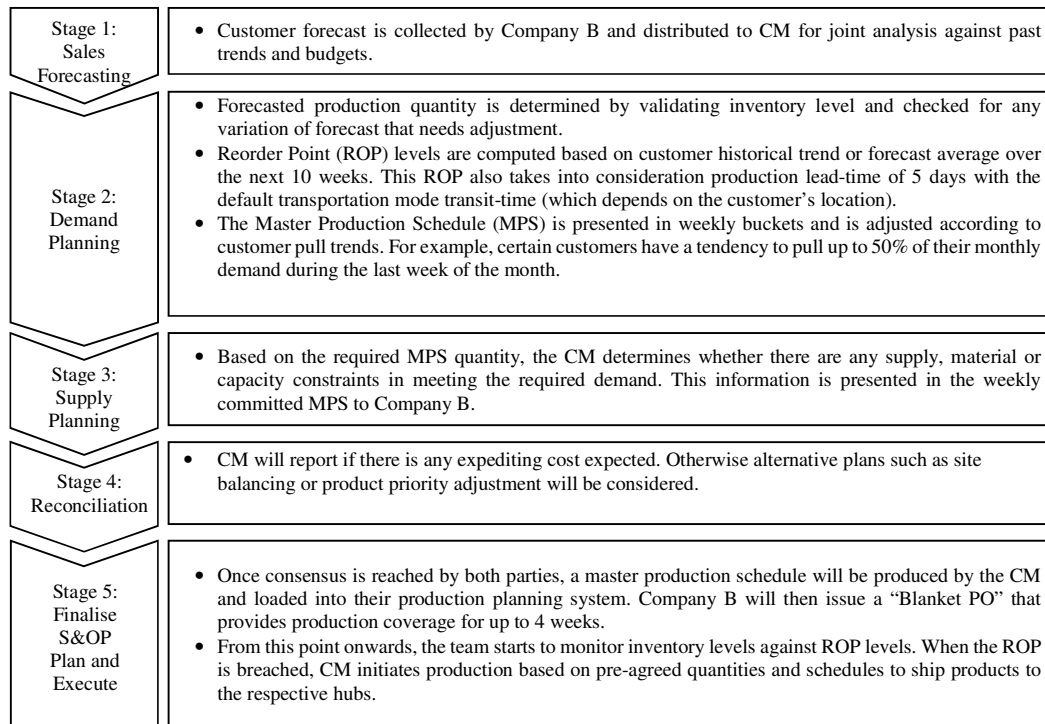 Stage 1:
Sales
Forecasting
• Customer forecast is collected by Company B and distributed to CM for joint analysis against past
trends and budgets.
Stage 2:
Demand
Planning
• Forecasted production quantity is determined by validating inventory level and checked for any
variation of forecast that needs adjustment.
• Reorder Point (ROP) levels are computed based on customer historical trend or forecast average over
the next 10 weeks. This ROP also takes into consideration production lead-time of 5 days with the
default transportation mode transit-time (which depends on the customer's location).
• The Master Production Schedule (MPS) is presented in weekly buckets and is adjusted according to
customer pull trends. For example, certain customers have a tendency to pull up to 50% of their monthly
demand during the last week of the month.
Stage 3:
Supply
Planning
• Based on the required MPS quantity, the CM determines whether there are any supply, material or
capacity constraints in meeting the required demand. This information is presented in the weekly
committed MPS to Company B.
Stage 4:
Reconciliation
• CM will report if there is any expediting cost expected. Otherwise alternative plans such as site
balancing or product priority adjustment will be considered.
Stage 5:
Finalise
S&OP
Plan and
Execute
• Once consensus is reached by both parties, a master production schedule will be produced by the CM
and loaded into their production planning system. Company B will then issue a “Blanket PO” that
provides production coverage for up to 4 weeks.
• From this point onwards, the team starts to monitor inventory levels against ROP levels. When the ROP
is breached, CM initiates production based on pre-agreed quantities and schedules to ship products to
the respective hubs.